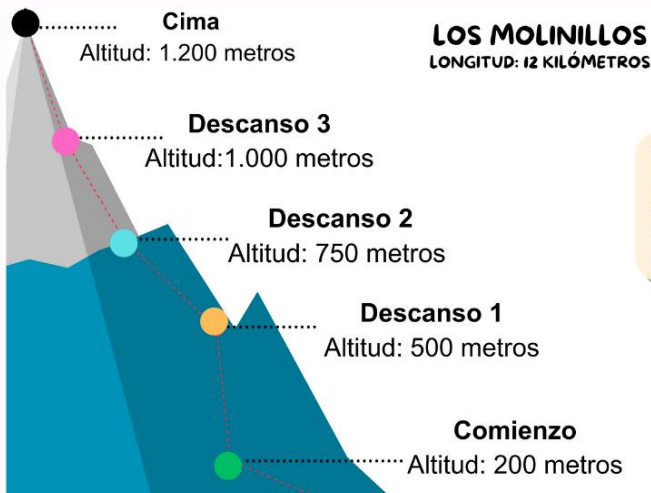 LOS MOLINILLOS
LONGITUD: 12 KILÓMETROS
Cima
Altitud: 1.200 metros
Descanso 3
Altitud:1.000 metros
Descanso 2
Altitud: 750 metros
Descanso 1
Altitud: 500 metros
Comienzo
Altitud: 200 metros